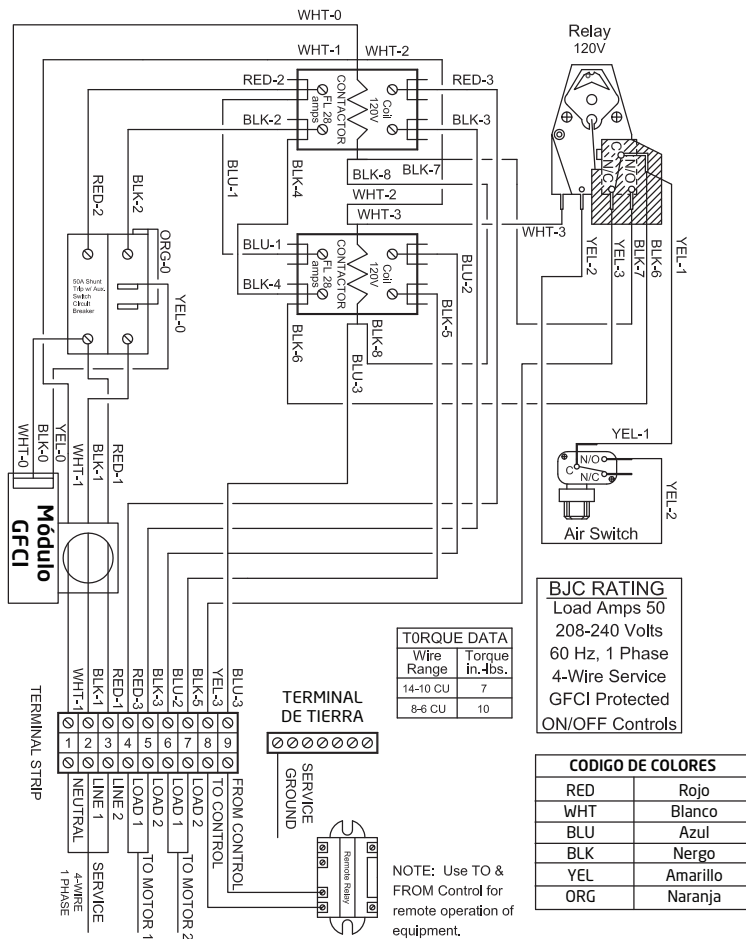 WHT-0
WHT-1
WHT-2
RED-2
BLK-2
CONTACTOR
FL 28
amps
120V
Coil
RED-3
BLK-3
Relay
120V
C
N/C
N/O
BLU-1
BLK-4
BLK-7
BLK-8
WHT-2
WHT-3
RED-2
BLK-2
BLU-1
BLK-4
CONTACTOR
FL 28
amps
120V
Coil
BLU-2
BLK-5
WHT-3
YEL-2
YEL-3
BLK-7
BLK-6
YEL-1
ORG-0
YEL-0
50A Shunt
Trip w/ Aux.
Switch
Circuit
Breaker
BLK-6
BLK-8
BLU-3
WHT-0
BLK-0
YEL-0
WHT-1
BLK-1
RED-1
YEL-1
N/O
C
N/C
YEL-2
Air Switch
Módulo
GFCI
BJC RATING
Load Amps 50
208-240 Volts
60 Hz, 1 Phase
4-Wire Service
GFCI Protected
ON/OFF Controls
TORQUE DATA
Wire Range Torque in.-lbs.
14-10 CU 7
8-6 CU 10
WHT-1
BLK-1
RED-1
RED-3
BLK-3
BLU-2
BLK-5
YEL-3
BLU-3
TERMINAL STRIP
1 2 3 4 5 6 7 8 9
NEUTRAL
LINE 1
LINE 2
LOAD 1
LOAD 2
LOAD 1
LOAD 2
TO CONTROL
FROM CONTROL
4-WIRE
1 PHASE
SERVICE
TO MOTOR 1
TO MOTOR 2
TERMINAL
DE TIERRA
SERVICE
GROUND
Remote Relay
NOTE: Use TO &
FROM Control for
remote operation of
equipment.
CODIGO DE COLORES
RED Rojo
WHT Blanco
BLU Azul
BLK Nergo
YEL Amarillo
ORG Naranja